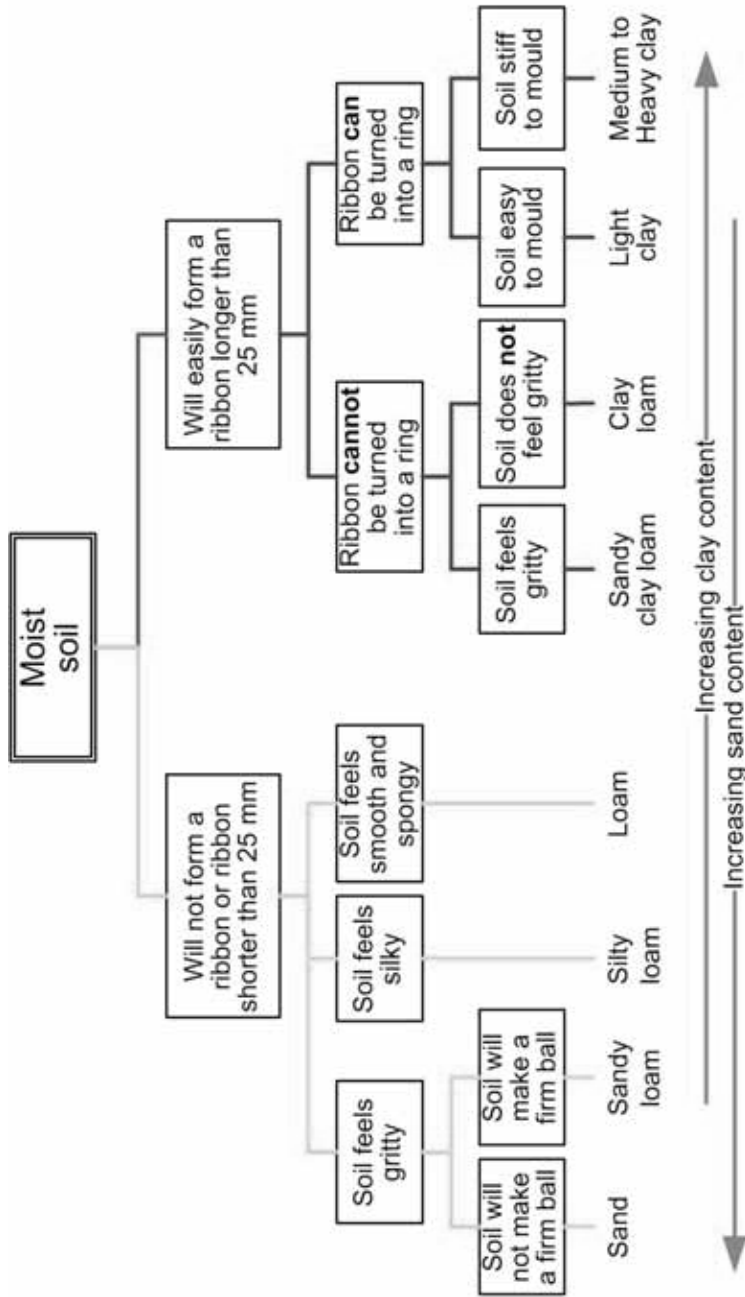 Moist
soil
Will not form a
ribbon or ribbon
shorter than 25 mm
Will easily form a
ribbon longer than
25 mm
Soil feels
gritty
Soil feels
silky
Soil feels
smooth and
spongy
Ribbon cannot
be turned
into a ring
Ribbon can
be turned
into a ring
Soil will
not make
a firm ball
Soil will
make a
firm ball
Soil feels
gritty
Soil does not
feel gritty
Soil easy
to mould
Soil stiff
to mould
Sand
Sandy
loam
Silty
loam
Loam
Sandy
clay loam
Clay
loam
Light
clay
Medium to
Heavy clay
Increasing clay content
Increasing sand content